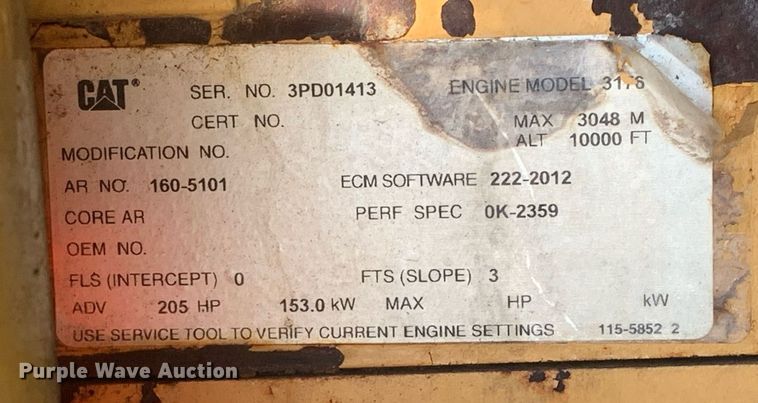 CAT® SER. NO. 3PD01413 ENGINE MODEL 3176
CERT NO. MAX 3048 M
ALT 10000 FT
MODIFICATION NO.
AR NO. 160-5101 ECM SOFTWARE 222-2012
CORE AR PERF SPEC 0K-2359
OEM NO.
FLS (INTERCEPT) 0 FTS (SLOPE) 3
ADV 205 HP 153.0 kW MAX HP kW
USE SERVICE TOOL TO VERIFY CURRENT ENGINE SETTINGS 115-5852 2
Purple Wave Auction